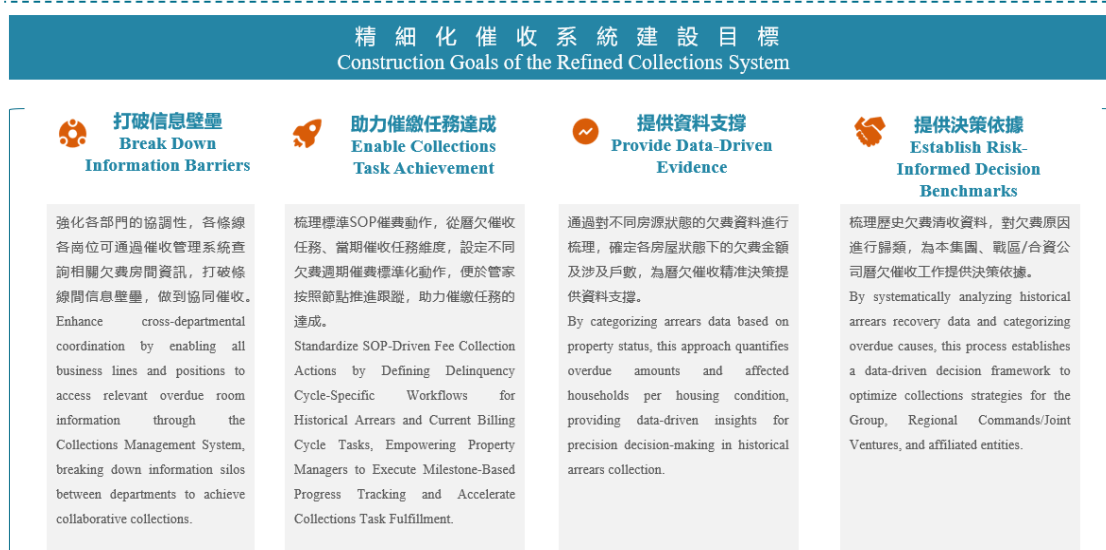 精細化催收系統建設目標
Construction Goals of the Refined Collections System
打破信息壁壘
Break Down
Information Barriers
強化各部門的協調性，各條線
各崗位可通過催收管理系統查
詢相關欠費房間資訊，打破條
線間信息壁壘，做到協同催收。
Enhance cross-departmental
coordination by enabling all
business lines and positions to
access relevant overdue room
information through the
Collections Management System,
breaking down information silos
between departments to achieve
collaborative collections.
助力催繳任務達成
Enable Collections
Task Achievement
梳理標準SOP催費動作，從曆欠催收
任務、當期催收任務維度，設定不同
欠費週期催費標準化動作，便於管家
按照節點推進跟蹤，助力催繳任務的
達成。
Standardize SOP-Driven Fee Collection
Actions by Defining Delinquency
Cycle-Specific Workflows for
Historical Arrears and Current Billing
Cycle Tasks, Empowering Property
Managers to Execute Milestone-Based
Progress Tracking and Accelerate
Collections Task Fulfillment.
提供資料支撐
Provide Data-Driven
Evidence
通過對不同房源狀態的欠費資料進行
梳理，確定各房屋狀態下的欠費金額
及涉及戶數，為曆欠催收精准決策提
供資料支撐。
By categorizing arrears data based on
property status, this approach quantifies
overdue amounts and affected
households per housing condition,
providing data-driven insights for
precision decision-making in historical
arrears collection.
提供決策依據
Establish Risk-
Informed Decision
Benchmarks
梳理歷史欠費清收資料，對欠費原因
進行歸類，為本集團、戰區/合資公
司曆欠催收工作提供決策依據。
By systematically analyzing historical
arrears recovery data and categorizing
overdue causes, this process establishes
a data-driven decision framework to
optimize collections strategies for the
Group, Regional Commands/Joint
Ventures, and affiliated entities.